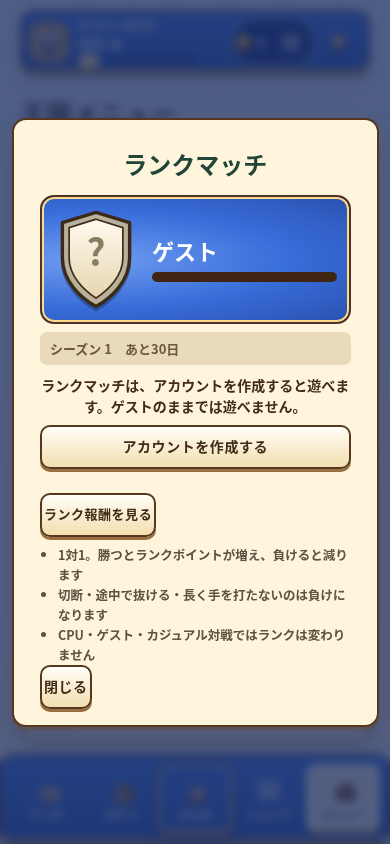 ランクマッチ
?
ゲスト
シーズン 1　あと30日
ランクマッチは、アカウントを作成すると遊べま
す。ゲストのままでは遊べません。
アカウントを作成する
ランク報酬を見る
• 1対1。勝つとランクポイントが増え、負けると減り
ます
• 切断・途中で抜ける・長く手を打たないのは負けに
なります
• CPU・ゲスト・カジュアル対戦ではランクは変わり
ません
閉じる